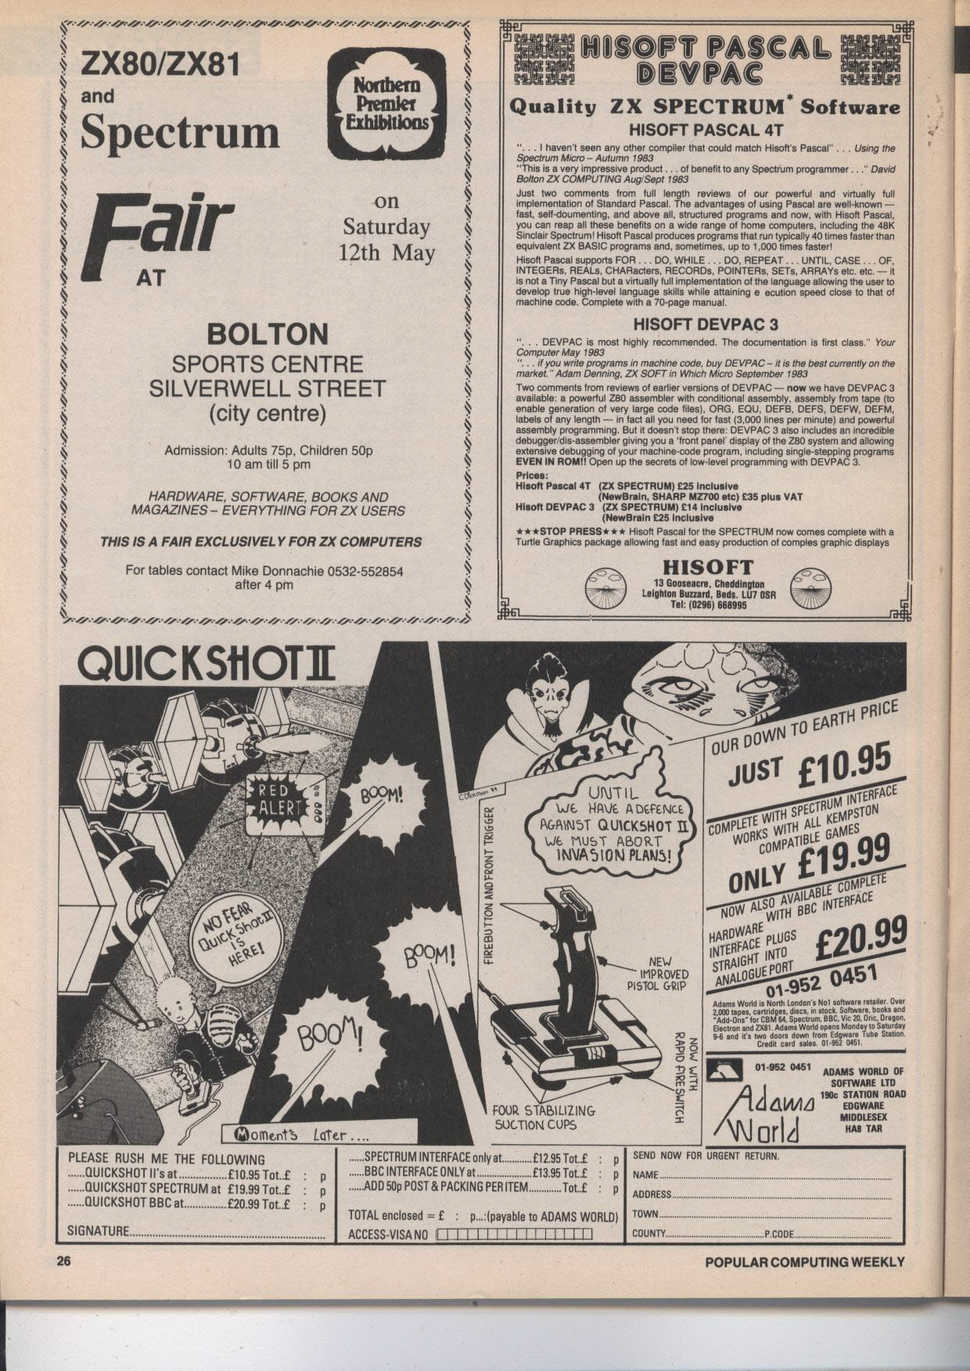 ZX80/ZX81
and
Spectrum
Northern
Premier
Exhibitions
Fair
AT
on
Saturday
12th May
BOLTON
SPORTS CENTRE
SILVERWELL STREET
(city centre)
Admission: Adults 75p, Children 50p
10 am till 5 pm
HARDWARE, SOFTWARE, BOOKS AND
MAGAZINES – EVERYTHING FOR ZX USERS
THIS IS A FAIR EXCLUSIVELY FOR ZX COMPUTERS
For tables contact Mike Donnachie 0532-552854
after 4 pm
HISOFT PASCAL
DEVPAC
Quality ZX SPECTRUM* Software
HISOFT PASCAL 4T
". . . I haven't seen any other compiler that could match Hisoft's Pascal" . . . Using the
Spectrum Micro – Autumn 1983
"This is a very impressive product . . . of benefit to any Spectrum programmer . . ." David
Bolton ZX COMPUTING Aug/Sept 1983
Just two comments from full length reviews of our powerful and virtually full
implementation of Standard Pascal. The advantages of using Pascal are well-known —
fast, self-doumenting, and above all, structured programs and now, with Hisoft Pascal,
you can reap all these benefits on a wide range of home computers, including the 48K
Sinclair Spectrum! Hisoft Pascal produces programs that run typically 40 times faster than
equivalent ZX BASIC programs and, sometimes, up to 1,000 times faster!
Hisoft Pascal supports FOR . . . DO, WHILE . . . DO, REPEAT . . . UNTIL, CASE . . . OF,
INTEGERs, REALs, CHARacters, RECORDs, POINTERs, SETs, ARRAYs etc. etc. — it
is not a Tiny Pascal but a virtually full implementation of the language allowing the user to
develop true high-level language skills while attaining e ecution speed close to that of
machine code. Complete with a 70-page manual.
HISOFT DEVPAC 3
". . . DEVPAC is most highly recommended. The documentation is first class." Your
Computer May 1983
". . . if you write programs in machine code, buy DEVPAC – it is the best currently on the
market." Adam Denning, ZX SOFT in Which Micro September 1983
Two comments from reviews of earlier versions of DEVPAC — now we have DEVPAC 3
available: a powerful Z80 assembler with conditional assembly, assembly from tape (to
enable generation of very large code files), ORG, EQU, DEFB, DEFS, DEFW, DEFM,
labels of any length — in fact all you need for fast (3,000 lines per minute) and powerful
assembly programming. But it doesn't stop there: DEVPAC 3 also includes an incredible
debugger/dis-assembler giving you a 'front panel' display of the Z80 system and allowing
extensive debugging of your machine-code program, including single-stepping programs
EVEN IN ROM!! Open up the secrets of low-level programming with DEVPAC 3.
Prices:
Hisoft Pascal 4T (ZX SPECTRUM) £25 inclusive
(NewBrain, SHARP MZ700 etc) £35 plus VAT
Hisoft DEVPAC 3 (ZX SPECTRUM) £14 inclusive
(NewBrain £25 inclusive
★★★STOP PRESS★★★ Hisoft Pascal for the SPECTRUM now comes complete with a
Turtle Graphics package allowing fast and easy production of comples graphic displays
HISOFT
13 Gooseacre, Cheddington
Leighton Buzzard, Beds. LU7 0SR
Tel: (0296) 668995
QUICKSHOT II
RED
ALERT
BOOM!
NO FEAR
QuickShot II
IS
HERE!
BOOM!
BOOM!
Moments Later....
UNTIL
WE HAVE A DEFENCE
AGAINST QUICKSHOT II
WE MUST ABORT
INVASION PLANS!
FIREBUTTON AND FRONT TRIGGER
NEW
IMPROVED
PISTOL GRIP
NOW WITH
RAPID FIRE SWITCH
FOUR STABILIZING
SUCTION CUPS
OUR DOWN TO EARTH PRICE
JUST £10.95
COMPLETE WITH SPECTRUM INTERFACE
WORKS WITH ALL KEMPSTON
COMPATIBLE GAMES
ONLY £19.99
NOW ALSO AVAILABLE COMPLETE
WITH BBC INTERFACE
HARDWARE
INTERFACE PLUGS
STRAIGHT INTO
ANALOGUE PORT
£20.99
01-952 0451
Adams World is North London's No1 software retailer. Over
2,000 tapes, cartridges, discs, in stock. Software, books and
"Add-Ons" for CBM 64, Spectrum, BBC, Vic 20, Oric, Dragon,
Electron and ZX81. Adams World opens Monday to Saturday
9-6 and it's two doors down from Edgware Tube Station.
Credit card sales. 01-952 0451.
01-952 0451
Adams
World
ADAMS WORLD OF
SOFTWARE LTD
190c STATION ROAD
EDGWARE
MIDDLESEX
HA8 TAR
PLEASE RUSH ME THE FOLLOWING
......QUICKSHOT II's at................£10.95 Tot..£ : p
......QUICKSHOT SPECTRUM at £19.99 Tot..£ : p
......QUICKSHOT BBC at..............£20.99 Tot..£ : p
SIGNATURE
......SPECTRUM INTERFACE only at..........£12.95 Tot..£ : p
......BBC INTERFACE ONLY at..................£13.95 Tot..£ : p
......ADD 50p POST & PACKING PER ITEM............Tot..£ : p
TOTAL enclosed = £ : p...:(payable to ADAMS WORLD)
ACCESS-VISA NO
SEND NOW FOR URGENT RETURN.
NAME
ADDRESS
TOWN
COUNTY P.CODE
26
POPULAR COMPUTING WEEKLY